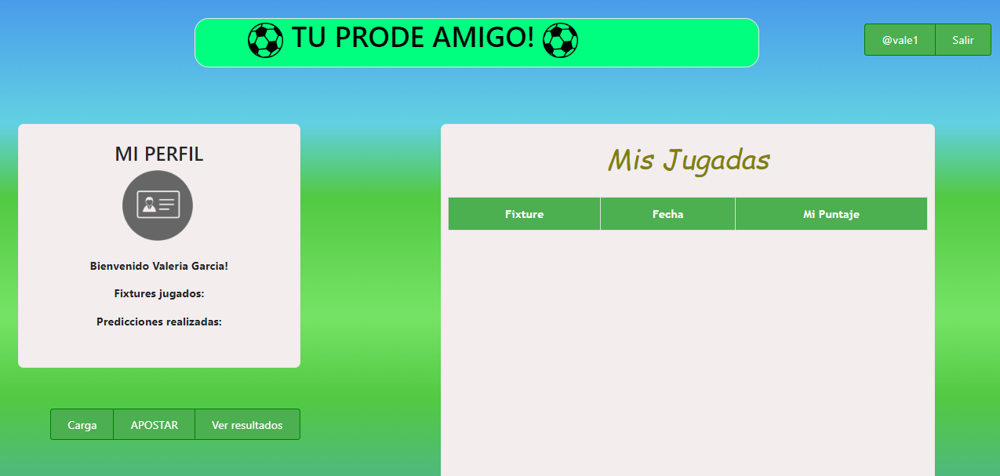 TU PRODE AMIGO!
@vale1 Salir
MI PERFIL
Bienvenido Valeria Garcia!
Fixtures jugados:
Predicciones realizadas:
Carga APOSTAR Ver resultados
Mis Jugadas
Fixture Fecha Mi Puntaje